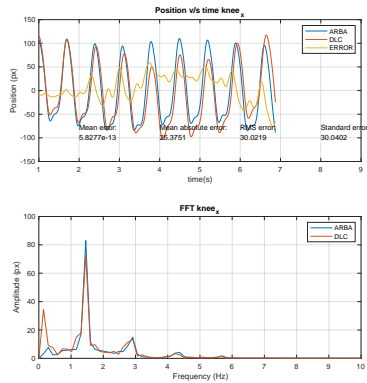 Position v/s time knee_x
150
100
50
0
-50
-100
-150
Position (px)
ARBA
DLC
ERROR
Mean error: Mean absolute error: RMS error: Standard error
5.8277e-13 25.3751 30.0219 30.0402
1 2 3 4 5 6 7 8 9
time(s)
FFT knee_x
100
80
60
40
20
0
Amplitude (px)
ARBA
DLC
0 1 2 3 4 5 6 7 8 9 10
Frequency (Hz)